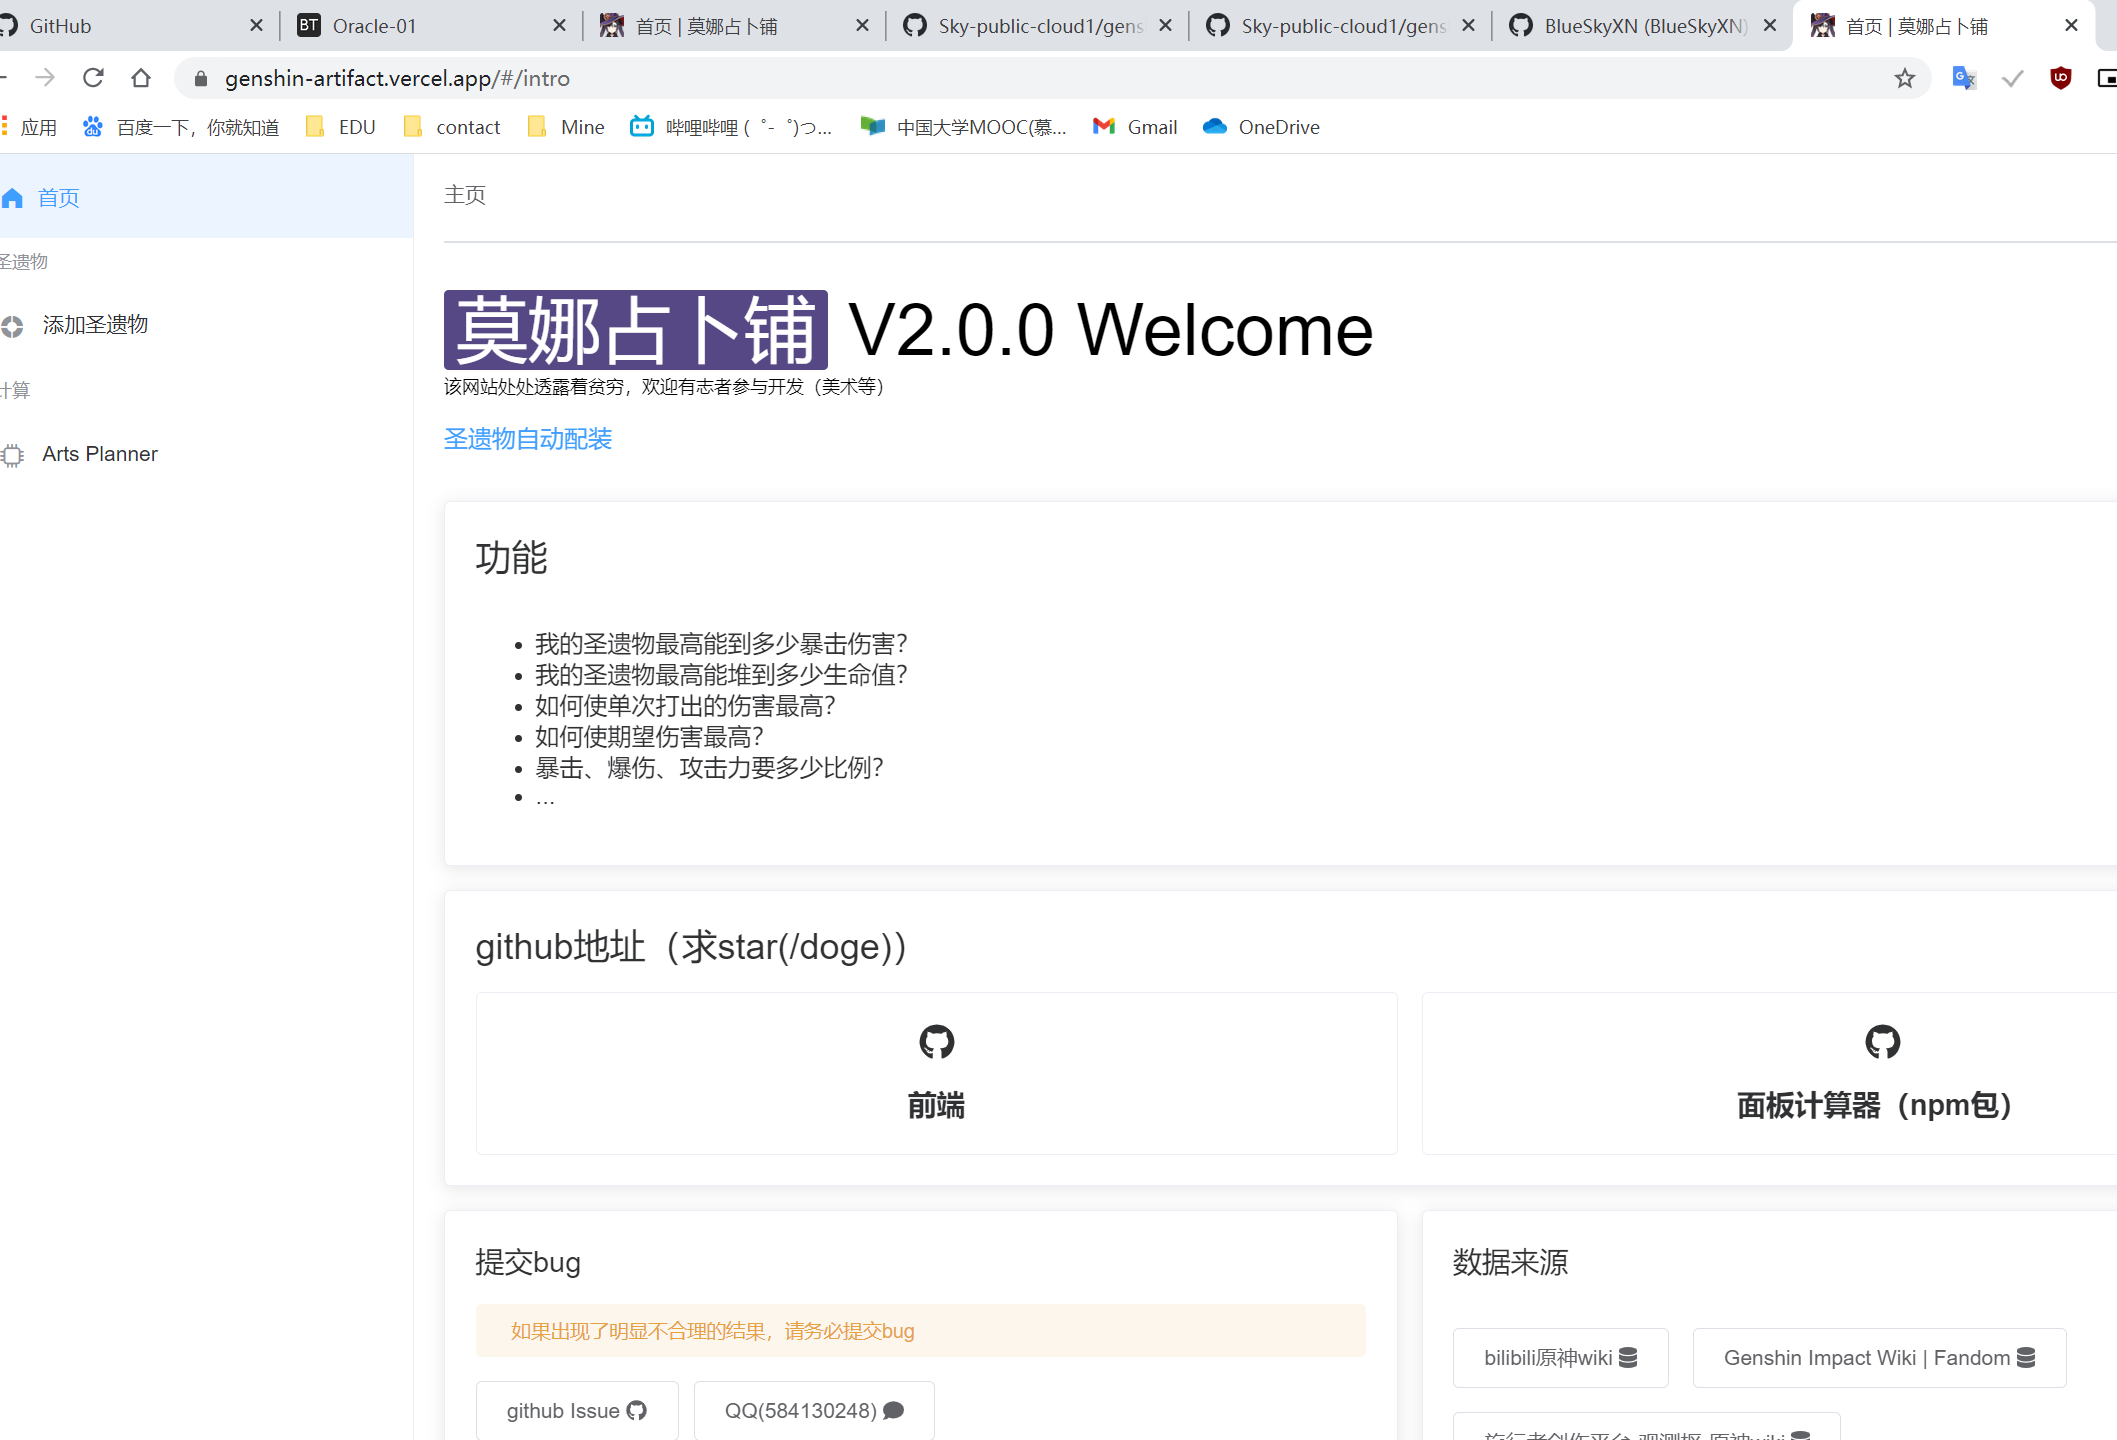 GitHub
Oracle-01
首页 | 莫娜占卜铺
Sky-public-cloud1/gens
Sky-public-cloud1/gens
BlueSkyXN (BlueSkyXN)
首页 | 莫娜占卜铺
genshin-artifact.vercel.app/#/intro
应用
百度一下，你就知道
EDU
contact
Mine
哔哩哔哩 ( ゜- ゜)つ...
中国大学MOOC(慕...
Gmail
OneDrive
首页
圣遗物
添加圣遗物
计算
Arts Planner
主页
莫娜占卜铺 V2.0.0 Welcome
该网站处处透露着贫穷，欢迎有志者参与开发（美术等）
圣遗物自动配装
功能
• 我的圣遗物最高能到多少暴击伤害？
• 我的圣遗物最高能堆到多少生命值？
• 如何使单次打出的伤害最高？
• 如何使期望伤害最高？
• 暴击、爆伤、攻击力要多少比例？
• ...
github地址（求star(/doge)）
前端
面板计算器（npm包）
提交bug
如果出现了明显不合理的结果，请务必提交bug
github Issue
QQ(584130248)
数据来源
bilibili原神wiki
Genshin Impact Wiki | Fandom